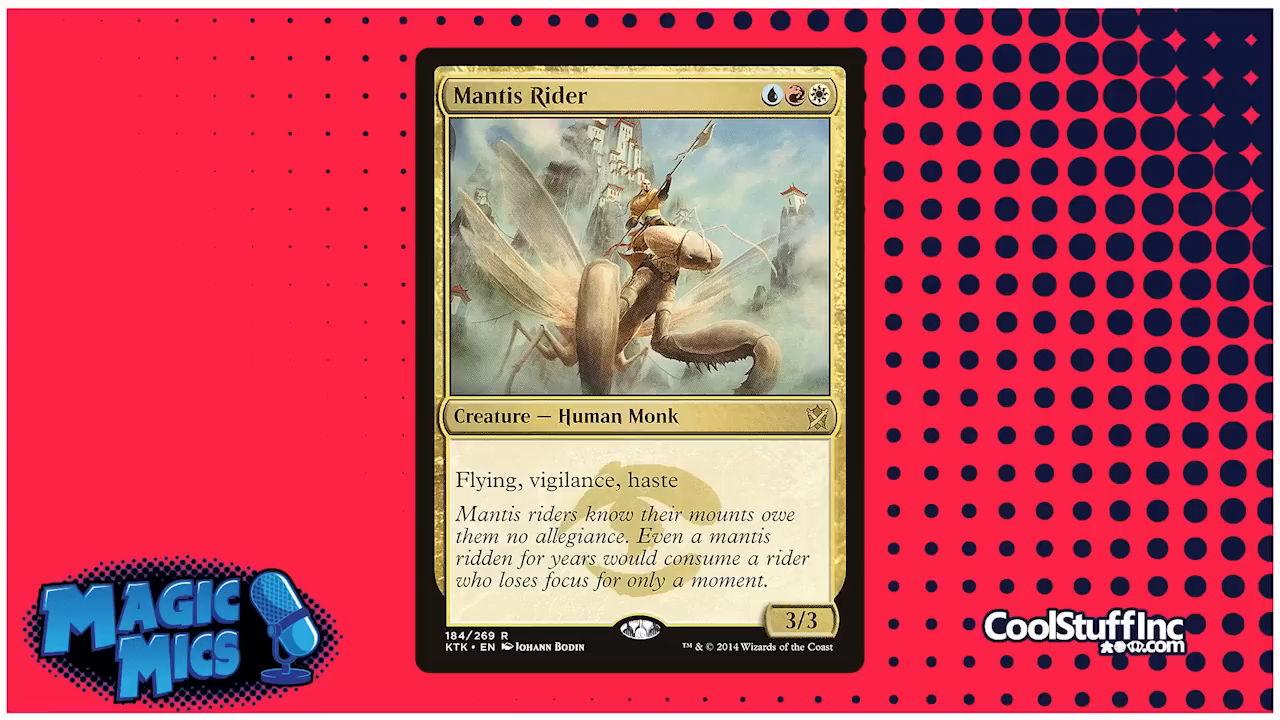 Mantis Rider
Creature — Human Monk
Flying, vigilance, haste
Mantis riders know their mounts owe
them no allegiance. Even a mantis
ridden for years would consume a rider
who loses focus for only a moment.
3/3
184/269 R
KTK • EN Johann Bodin
™ & © 2014 Wizards of the Coast
MAGIC
MICS
CoolStuffInc
.com